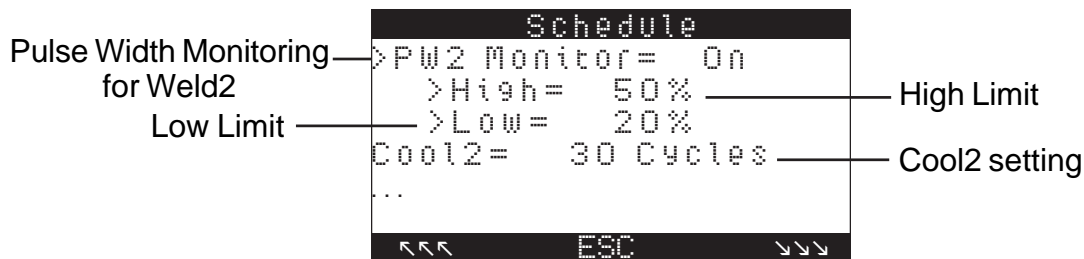 Schedule
Pulse Width Monitoring
for Weld2
>PW2 Monitor= On
>High= 50%
High Limit
Low Limit
>Low= 20%
Cool2= 30 Cycles
Cool2 setting
...
↖↖↖ ESC ↘↘↘